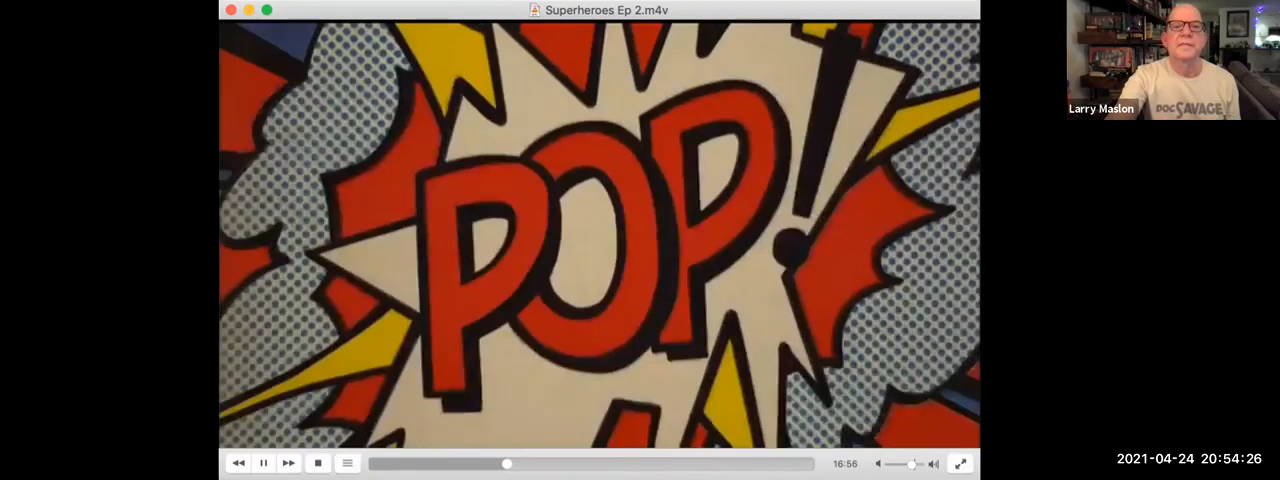 Superheroes Ep 2.m4v
POP!
16:56
Larry Maslon
DOC SAVAGE
2021-04-24 20:54:26